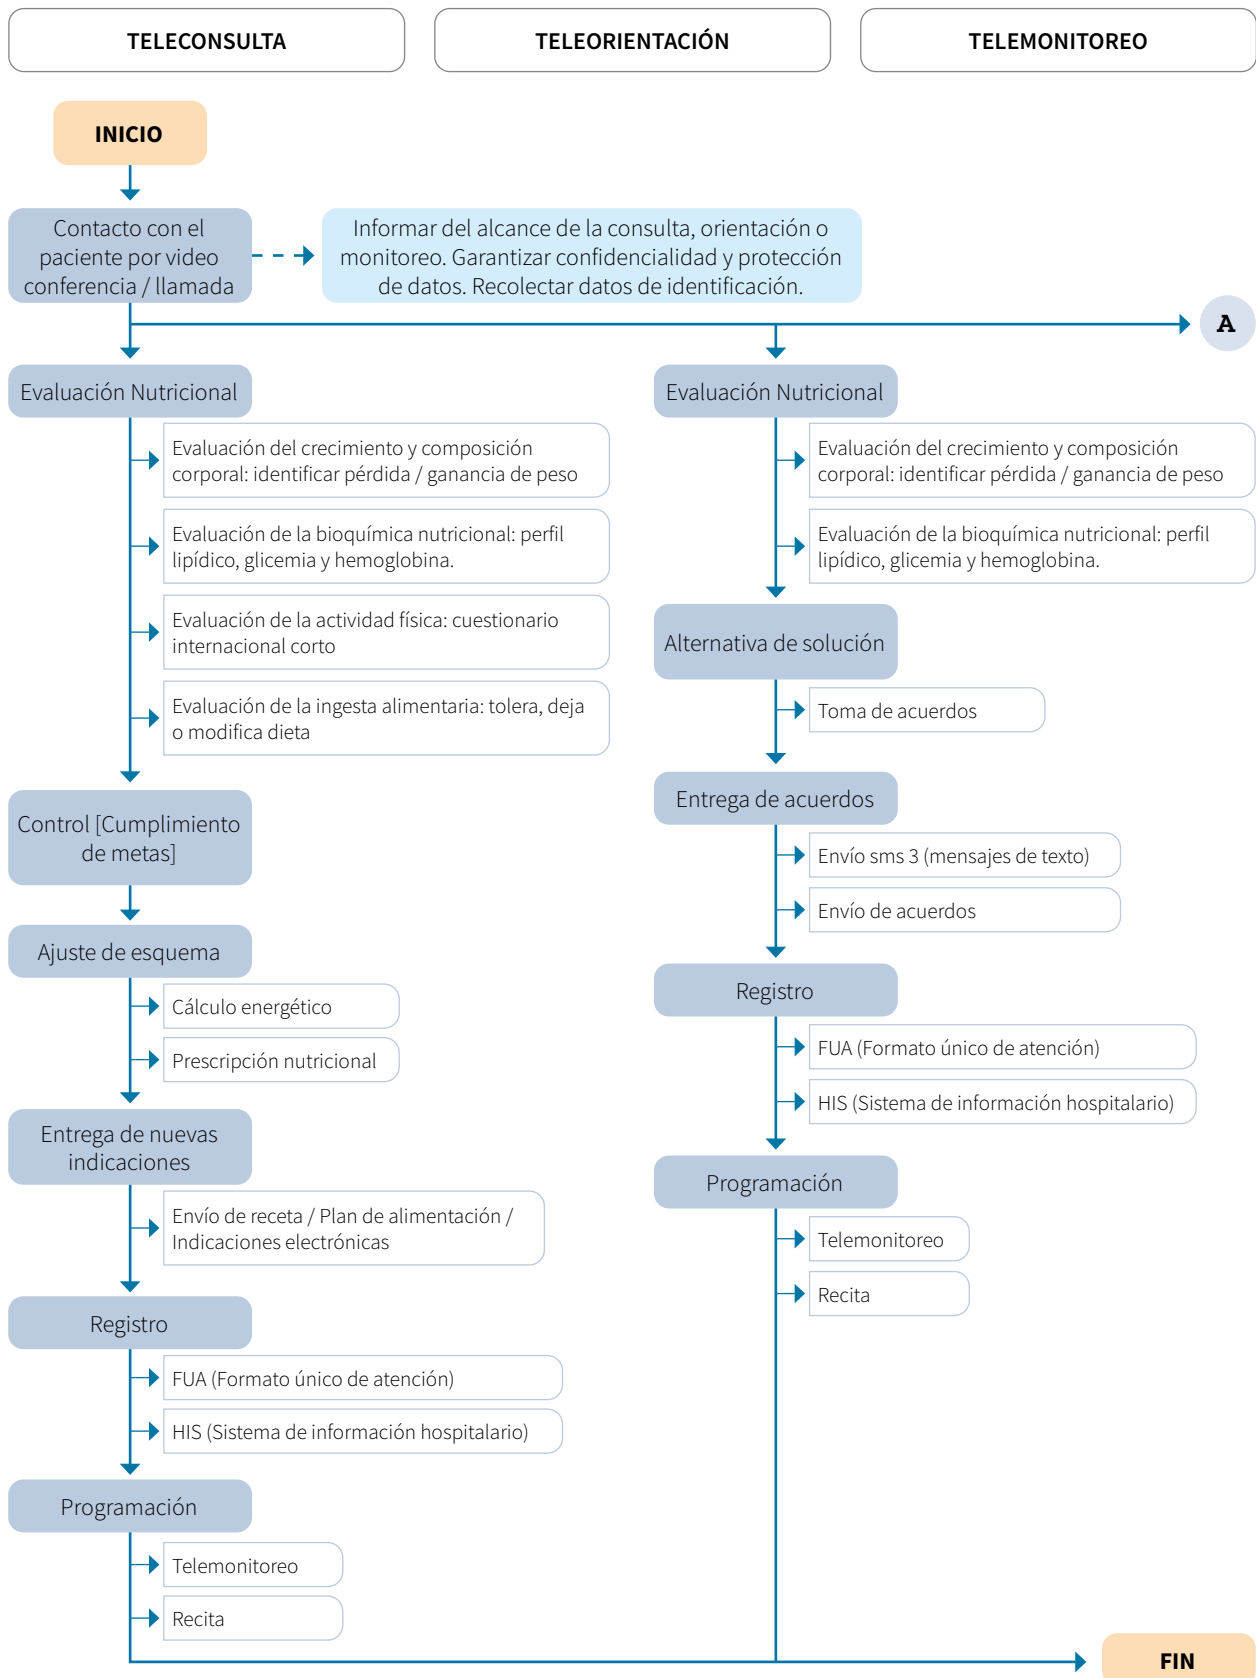 TELECONSULTA
TELEORIENTACIÓN
TELEMONITOREO
INICIO
Contacto con el
paciente por video
conferencia / llamada
Informar del alcance de la consulta, orientación o
monitoreo. Garantizar confidencialidad y protección
de datos. Recolectar datos de identificación.
A
Evaluación Nutricional
Evaluación del crecimiento y composición
corporal: identificar pérdida / ganancia de peso
Evaluación de la bioquímica nutricional: perfil
lipídico, glicemia y hemoglobina.
Evaluación de la actividad física: cuestionario
internacional corto
Evaluación de la ingesta alimentaria: tolera, deja
o modifica dieta
Control [Cumplimiento
de metas]
Ajuste de esquema
Cálculo energético
Prescripción nutricional
Entrega de nuevas
indicaciones
Envío de receta / Plan de alimentación /
Indicaciones electrónicas
Registro
FUA (Formato único de atención)
HIS (Sistema de información hospitalario)
Programación
Telemonitoreo
Recita
Evaluación Nutricional
Evaluación del crecimiento y composición
corporal: identificar pérdida / ganancia de peso
Evaluación de la bioquímica nutricional: perfil
lipídico, glicemia y hemoglobina.
Alternativa de solución
Toma de acuerdos
Entrega de acuerdos
Envío sms 3 (mensajes de texto)
Envío de acuerdos
Registro
FUA (Formato único de atención)
HIS (Sistema de información hospitalario)
Programación
Telemonitoreo
Recita
FIN